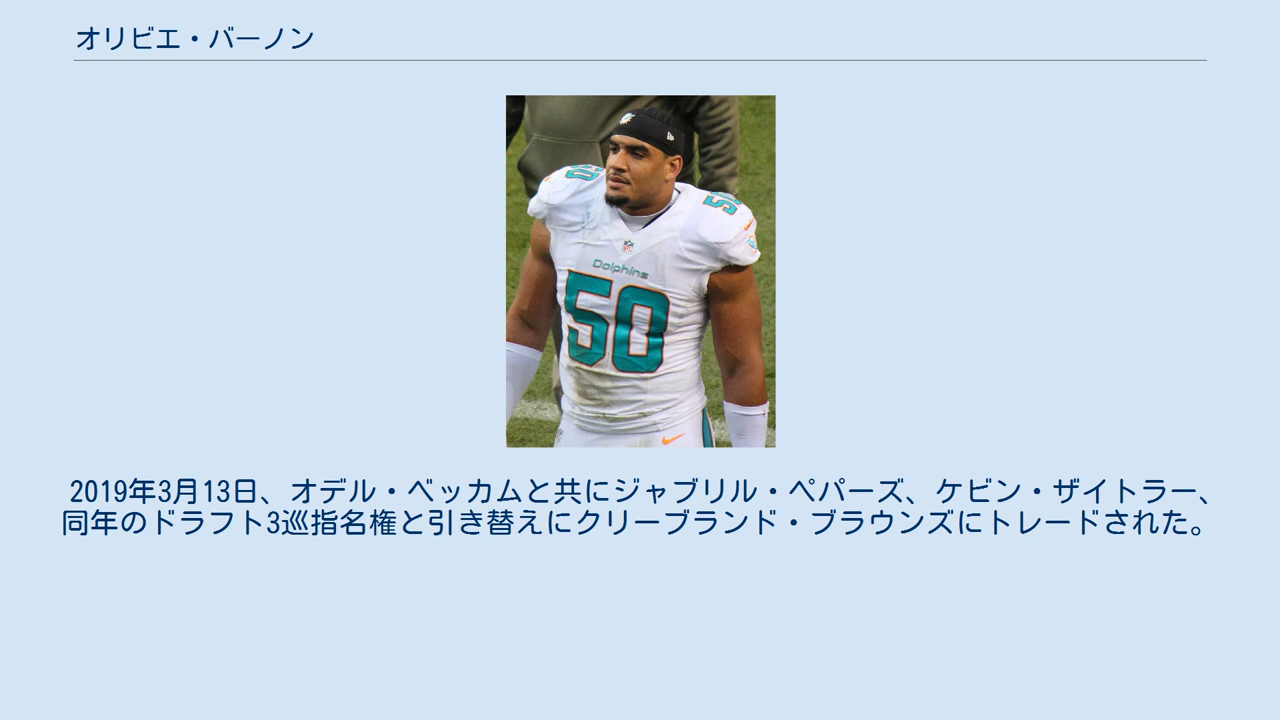 オリビエ・バーノン
50
50
Dolphins
50
2019年3月13日、オデル・ベッカムと共にジャブリル・ペパーズ、ケビン・ザイトラー、
同年のドラフト3巡指名権と引き替えにクリーブランド・ブラウンズにトレードされた。